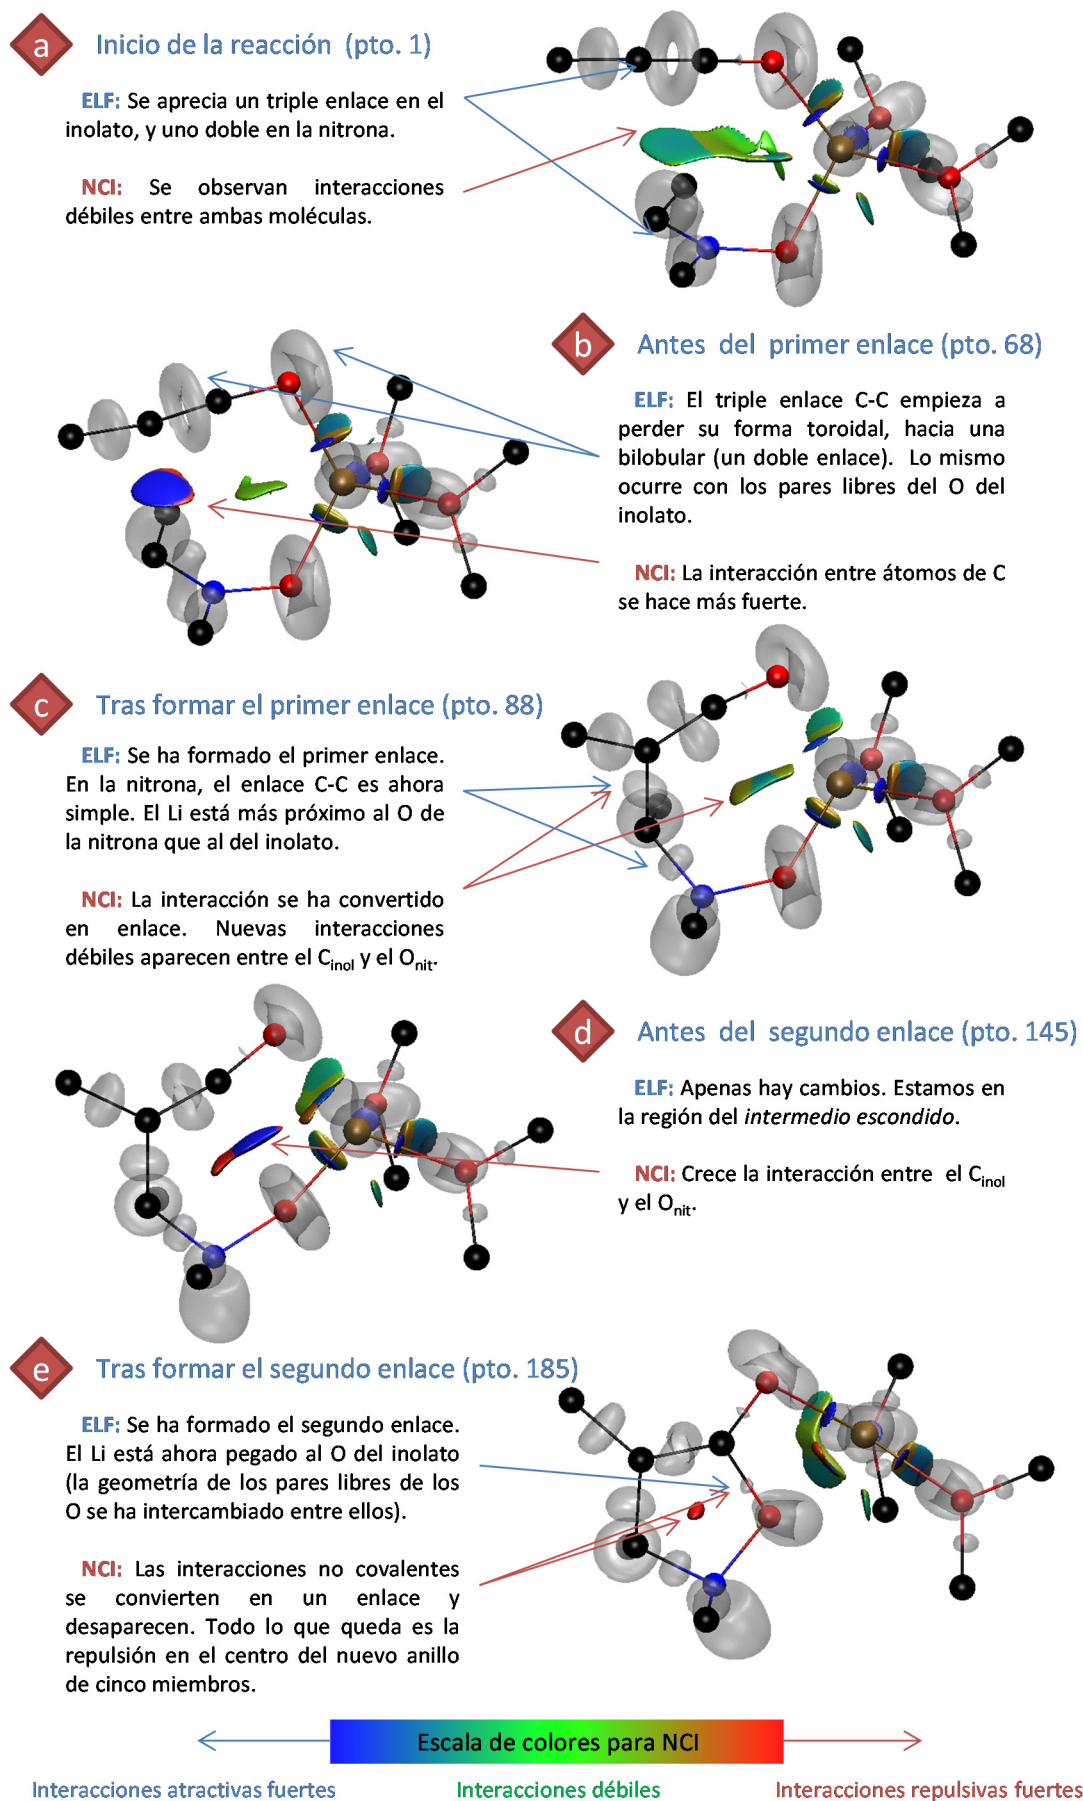 a
Inicio de la reacción (pto. 1)
ELF: Se aprecia un triple enlace en el
inolato, y uno doble en la nitrona.
NCI: Se observan interacciones
débiles entre ambas moléculas.
b
Antes del primer enlace (pto. 68)
ELF: El triple enlace C-C empieza a
perder su forma toroidal, hacia una
bilobular (un doble enlace). Lo mismo
ocurre con los pares libres del O del
inolato.
NCI: La interacción entre átomos de C
se hace más fuerte.
c
Tras formar el primer enlace (pto. 88)
ELF: Se ha formado el primer enlace.
En la nitrona, el enlace C-C es ahora
simple. El Li está más próximo al O de
la nitrona que al del inolato.
NCI: La interacción se ha convertido
en enlace. Nuevas interacciones
débiles aparecen entre el Cinol y el Onit.
d
Antes del segundo enlace (pto. 145)
ELF: Apenas hay cambios. Estamos en
la región del intermedio escondido.
NCI: Crece la interacción entre el Cinol
y el Onit.
e
Tras formar el segundo enlace (pto. 185)
ELF: Se ha formado el segundo enlace.
El Li está ahora pegado al O del inolato
(la geometría de los pares libres de los
O se ha intercambiado entre ellos).
NCI: Las interacciones no covalentes
se convierten en un enlace y
desaparecen. Todo lo que queda es la
repulsión en el centro del nuevo anillo
de cinco miembros.
Escala de colores para NCI
Interacciones atractivas fuertes
Interacciones débiles
Interacciones repulsivas fuertes